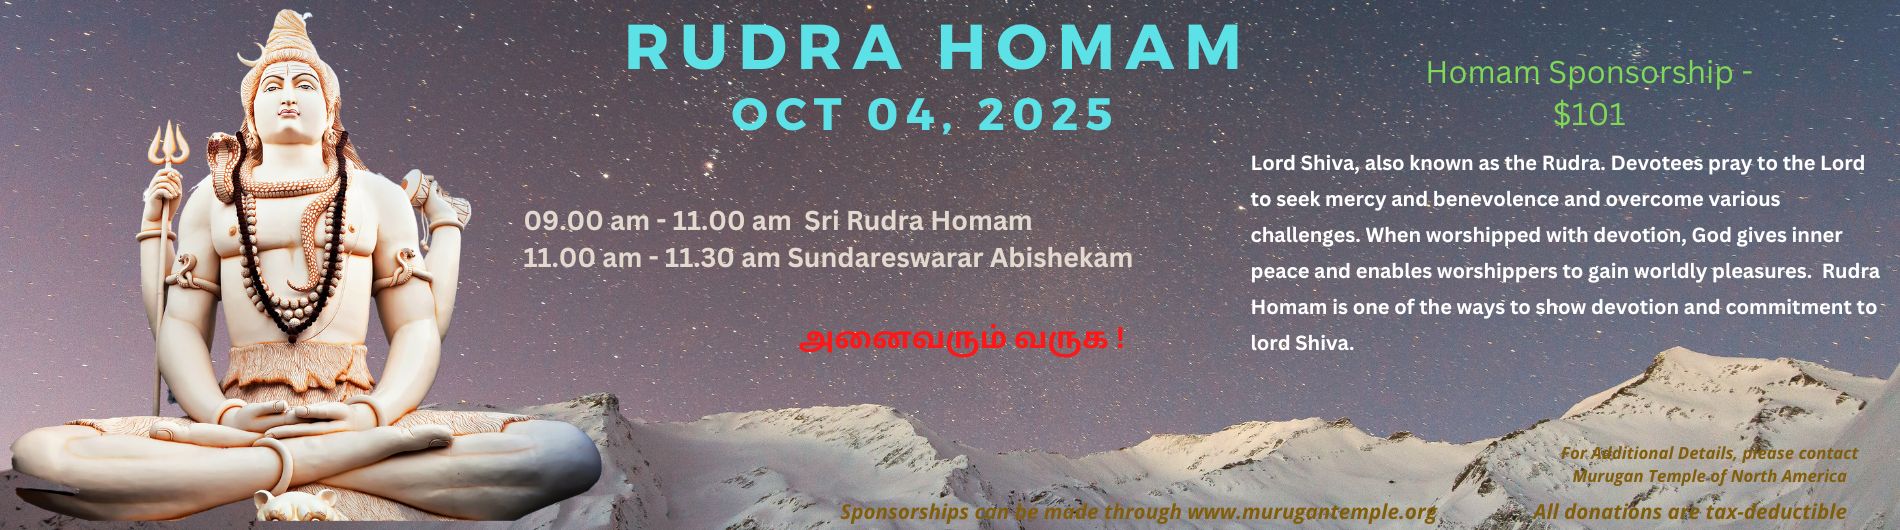 RUDRA HOMAM
OCT 04, 2025
09.00 am - 11.00 am Sri Rudra Homam
11.00 am - 11.30 am Sundareswarar Abishekam
அனைவரும் வருக !
Homam Sponsorship -
$101
Lord Shiva, also known as the Rudra. Devotees pray to the Lord
to seek mercy and benevolence and overcome various
challenges. When worshipped with devotion, God gives inner
peace and enables worshippers to gain worldly pleasures. Rudra
Homam is one of the ways to show devotion and commitment to
lord Shiva.
For Additional Details, please contact
Murugan Temple of North America
Sponsorships can be made through www.murugantemple.org
All donations are tax-deductible